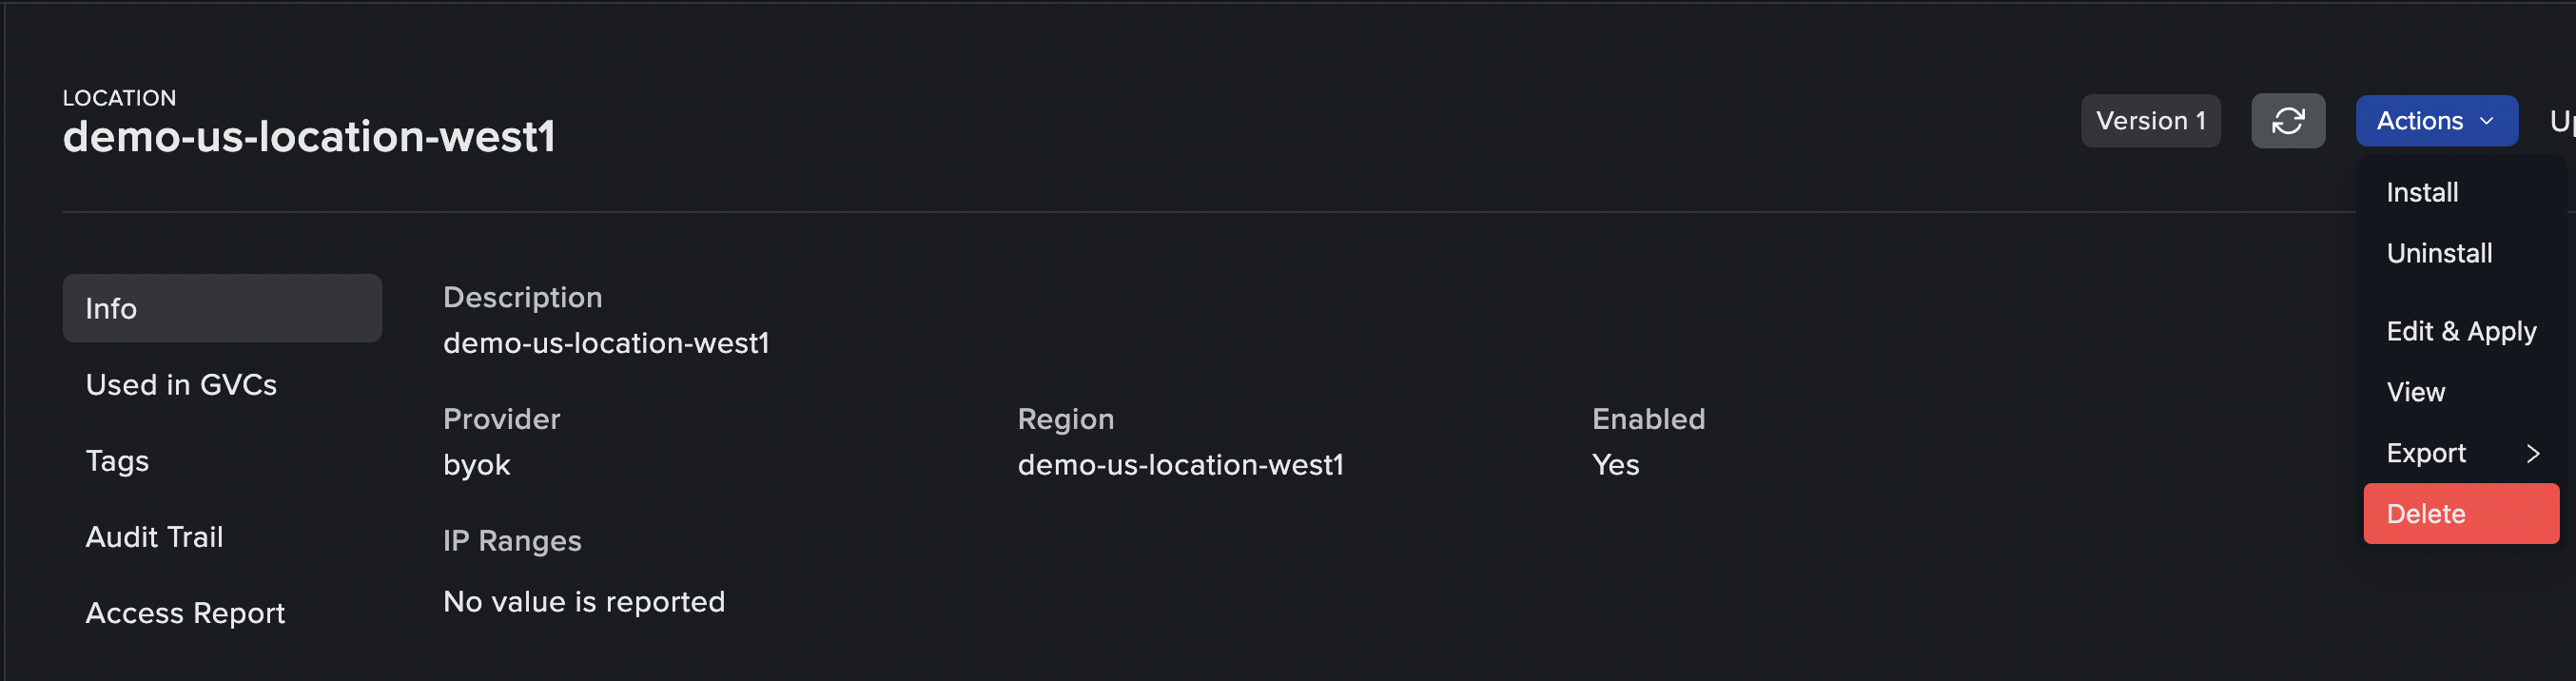 LOCATION
demo-us-location-west1
Version 1
Actions
Install
Uninstall
Edit & Apply
View
Export
Delete
Info
Used in GVCs
Tags
Audit Trail
Access Report
Description
demo-us-location-west1
Provider
byok
Region
demo-us-location-west1
Enabled
Yes
IP Ranges
No value is reported